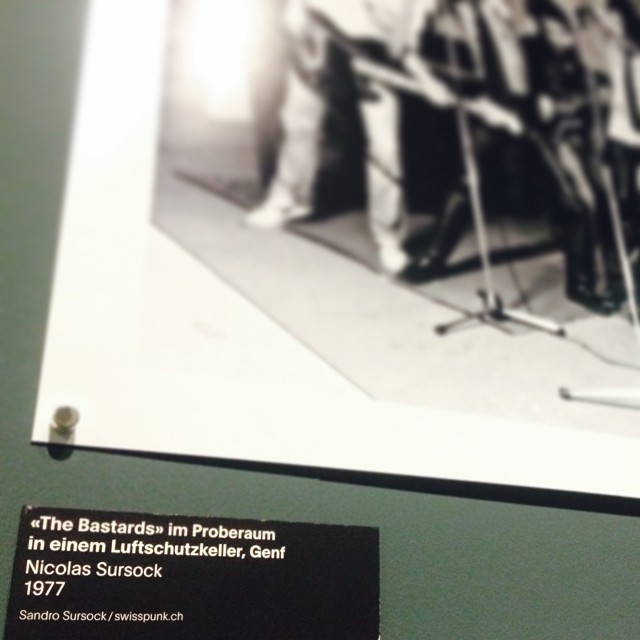 «The Bastards» im Proberaum
in einem Luftschutzkeller, Genf
Nicolas Sursock
1977
Sandro Sursock / swisspunk.ch